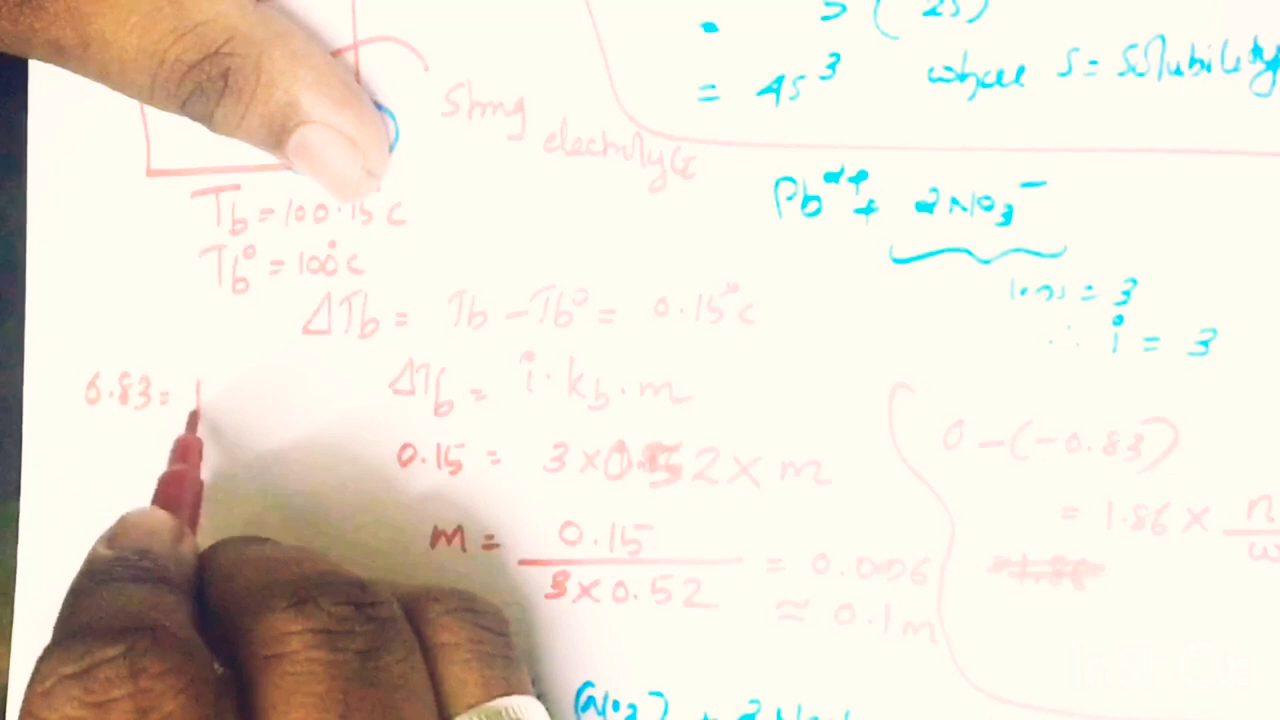 = 4s³ where s = solubility
Strong electrolyte
Pb²⁺ + 2NO₃⁻
ions = 3
∴ i = 3
Tb = 100.15°C
Tb° = 100°C
ΔTb = Tb - Tb° = 0.15°C
ΔTb = i · kb · m
0.83 =
0.15 = 3 × 0.52 × m
m = 0.15 / 3 × 0.52 = 0.096
≈ 0.1m
0 - (-0.83)
= 1.86 × n / w